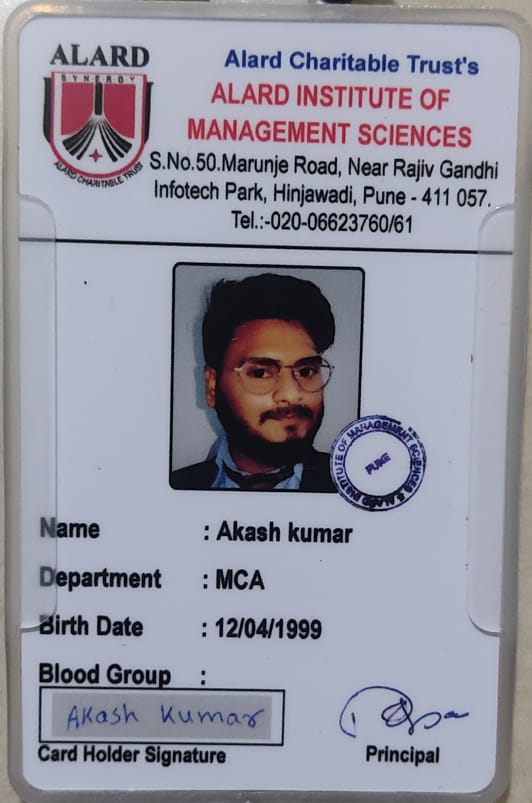 ALARD
SYNERGY
ALARD CHARITABLE TRUST
Alard Charitable Trust's
ALARD INSTITUTE OF
MANAGEMENT SCIENCES
S.No.50.Marunje Road, Near Rajiv Gandhi
Infotech Park, Hinjawadi, Pune - 411 057.
Tel.:-020-06623760/61
INSTITUTE OF MANAGEMENT SCIENCES
PUNE
Name : Akash kumar
Department : MCA
Birth Date : 12/04/1999
Blood Group :
Akash Kumar
Card Holder Signature
Principal